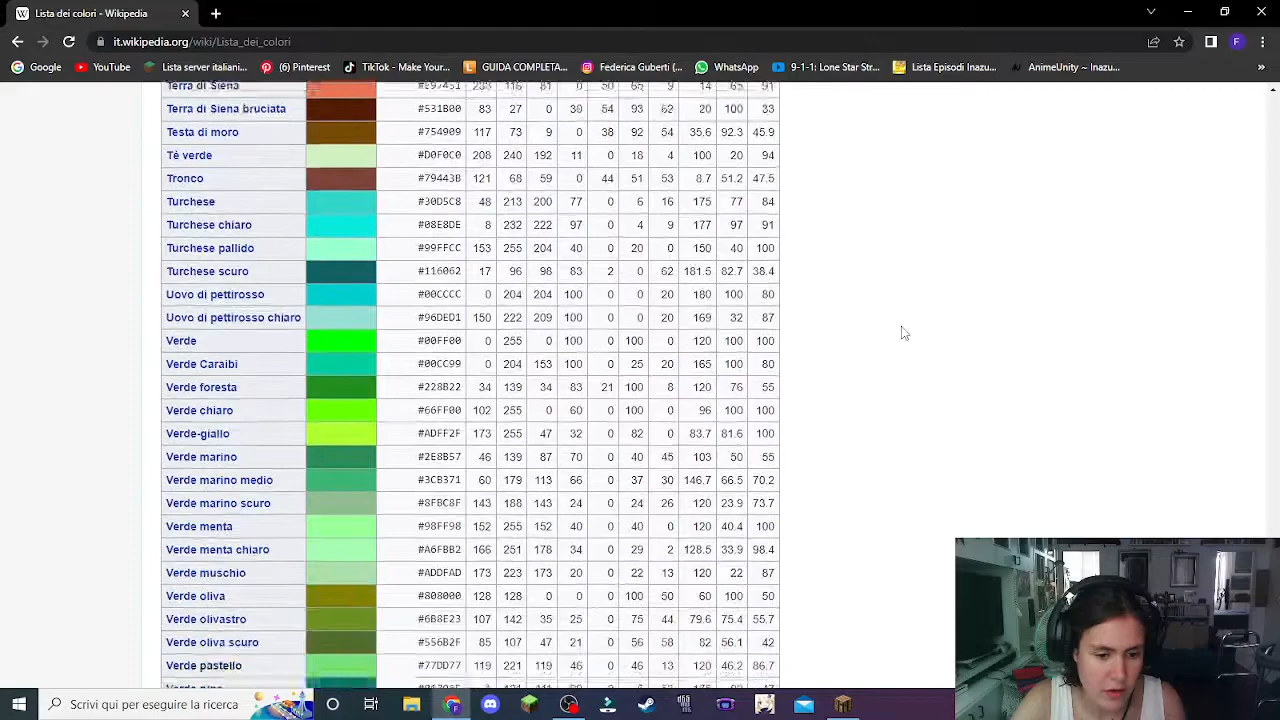 Lista dei colori - Wikipedia
it.wikipedia.org/wiki/Lista_dei_colori
Google YouTube Lista server italiani... (6) Pinterest TikTok - Make Your... GUIDA COMPLETA... Federica Guberti (... WhatsApp 9-1-1: Lone Star Str... Lista Episodi Inazu... AnimeUnity ~ Inazu...
Terra di Siena #E97451 116 81 0 50 65 9 14 65 91
Terra di Siena bruciata #531B00 83 27 0 30 54 93 62 20 100 33
Testa di moro #754909 117 73 9 0 38 92 54 35.6 92.3 45.9
Tè verde #D0F0C0 208 240 192 11 0 18 4 100 20 94
Tronco #79443B 121 68 59 0 44 51 53 8.7 51.2 47.5
Turchese #30D5C8 48 213 200 77 0 6 16 175 77 84
Turchese chiaro #08E8DE 8 232 222 97 0 4 9 177 97 91
Turchese pallido #99FFCC 153 255 204 40 0 20 0 150 40 100
Turchese scuro #116062 17 96 98 83 2 0 62 181.5 82.7 38.4
Uovo di pettirosso #00CCCC 0 204 204 100 0 0 20 180 100 80
Uovo di pettirosso chiaro #96DED1 150 222 209 100 0 0 20 169 32 87
Verde #00FF00 0 255 0 100 0 100 0 120 100 100
Verde Caraibi #00CC99 0 204 153 100 0 25 20 165 100 80
Verde foresta #228B22 34 139 34 83 21 100 8 120 76 55
Verde chiaro #66FF00 102 255 0 60 0 100 0 96 100 100
Verde-giallo #ADFF2F 173 255 47 32 0 82 0 83.7 81.6 100
Verde marino #2E8B57 46 139 87 70 0 40 45 103 50 55
Verde marino medio #3CB371 60 179 113 66 0 37 30 146.7 66.5 70.2
Verde marino scuro #8FBC8F 143 188 143 24 0 24 26 120 23.9 73.7
Verde menta #98FF98 152 255 152 40 0 40 0 120 40.4 100
Verde menta chiaro #A6FBB2 166 251 178 34 0 29 2 128.5 33.9 98.4
Verde muschio #ADDFAD 173 223 173 20 0 22 13 120 22 87
Verde oliva #808000 128 128 0 0 0 100 50 60 100 50
Verde olivastro #6B8E23 107 142 35 25 0 75 44 79.6 75.4 55.7
Verde oliva scuro #556B2F 85 107 47 21 0 56 58 82 56.1 42
Verde pastello #77DD77 119 221 119 46 0 46 13 120 46.2 86.7
Scrivi qui per eseguire la ricerca